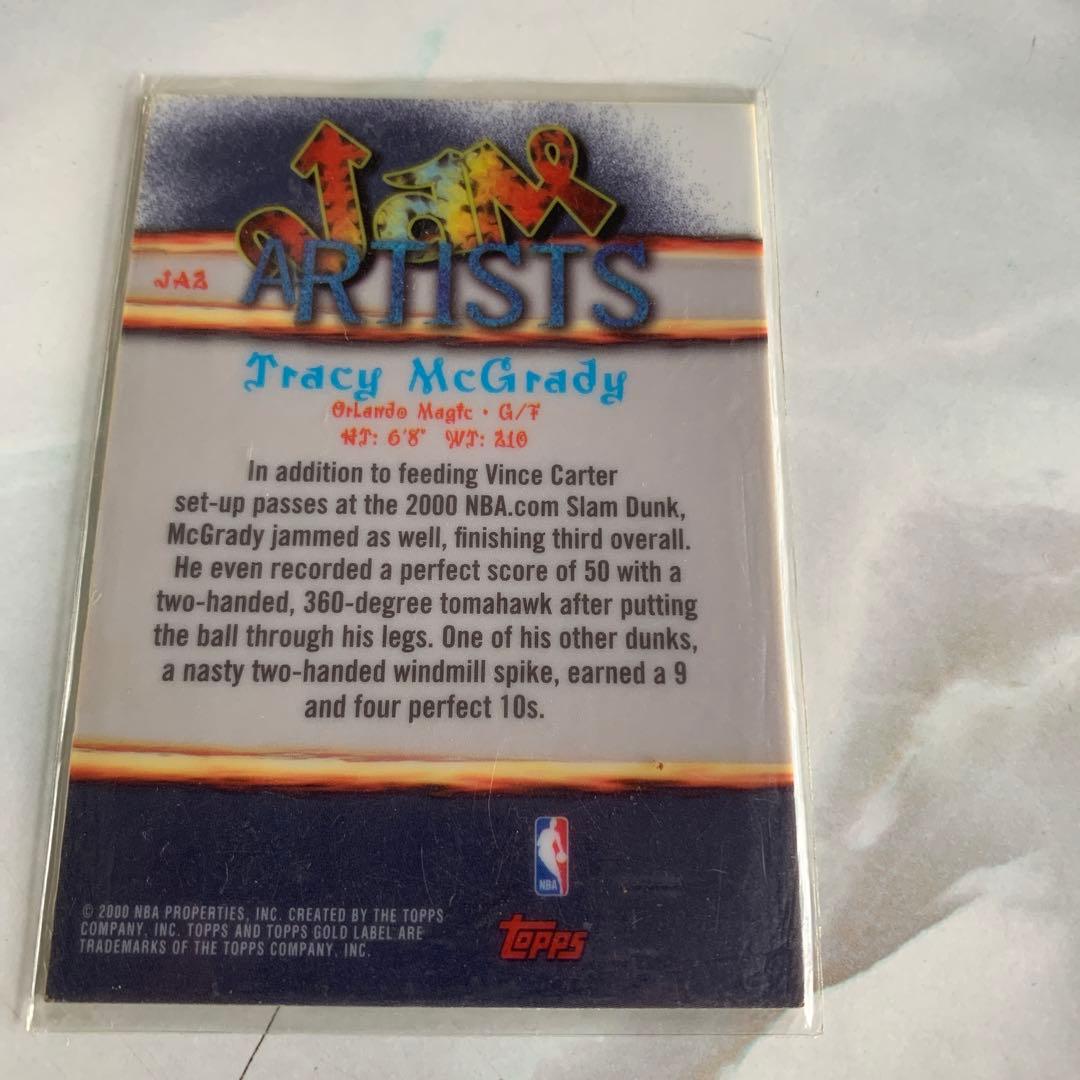 Jam
ARTISTS
JA2
Tracy McGrady
Orlando Magic • G/F
HT: 6'8" WT: 210
In addition to feeding Vince Carter
set-up passes at the 2000 NBA.com Slam Dunk,
McGrady jammed as well, finishing third overall.
He even recorded a perfect score of 50 with a
two-handed, 360-degree tomahawk after putting
the ball through his legs. One of his other dunks,
a nasty two-handed windmill spike, earned a 9
and four perfect 10s.
NBA
© 2000 NBA PROPERTIES, INC. CREATED BY THE TOPPS
COMPANY, INC. TOPPS AND TOPPS GOLD LABEL ARE
TRADEMARKS OF THE TOPPS COMPANY, INC.
Topps